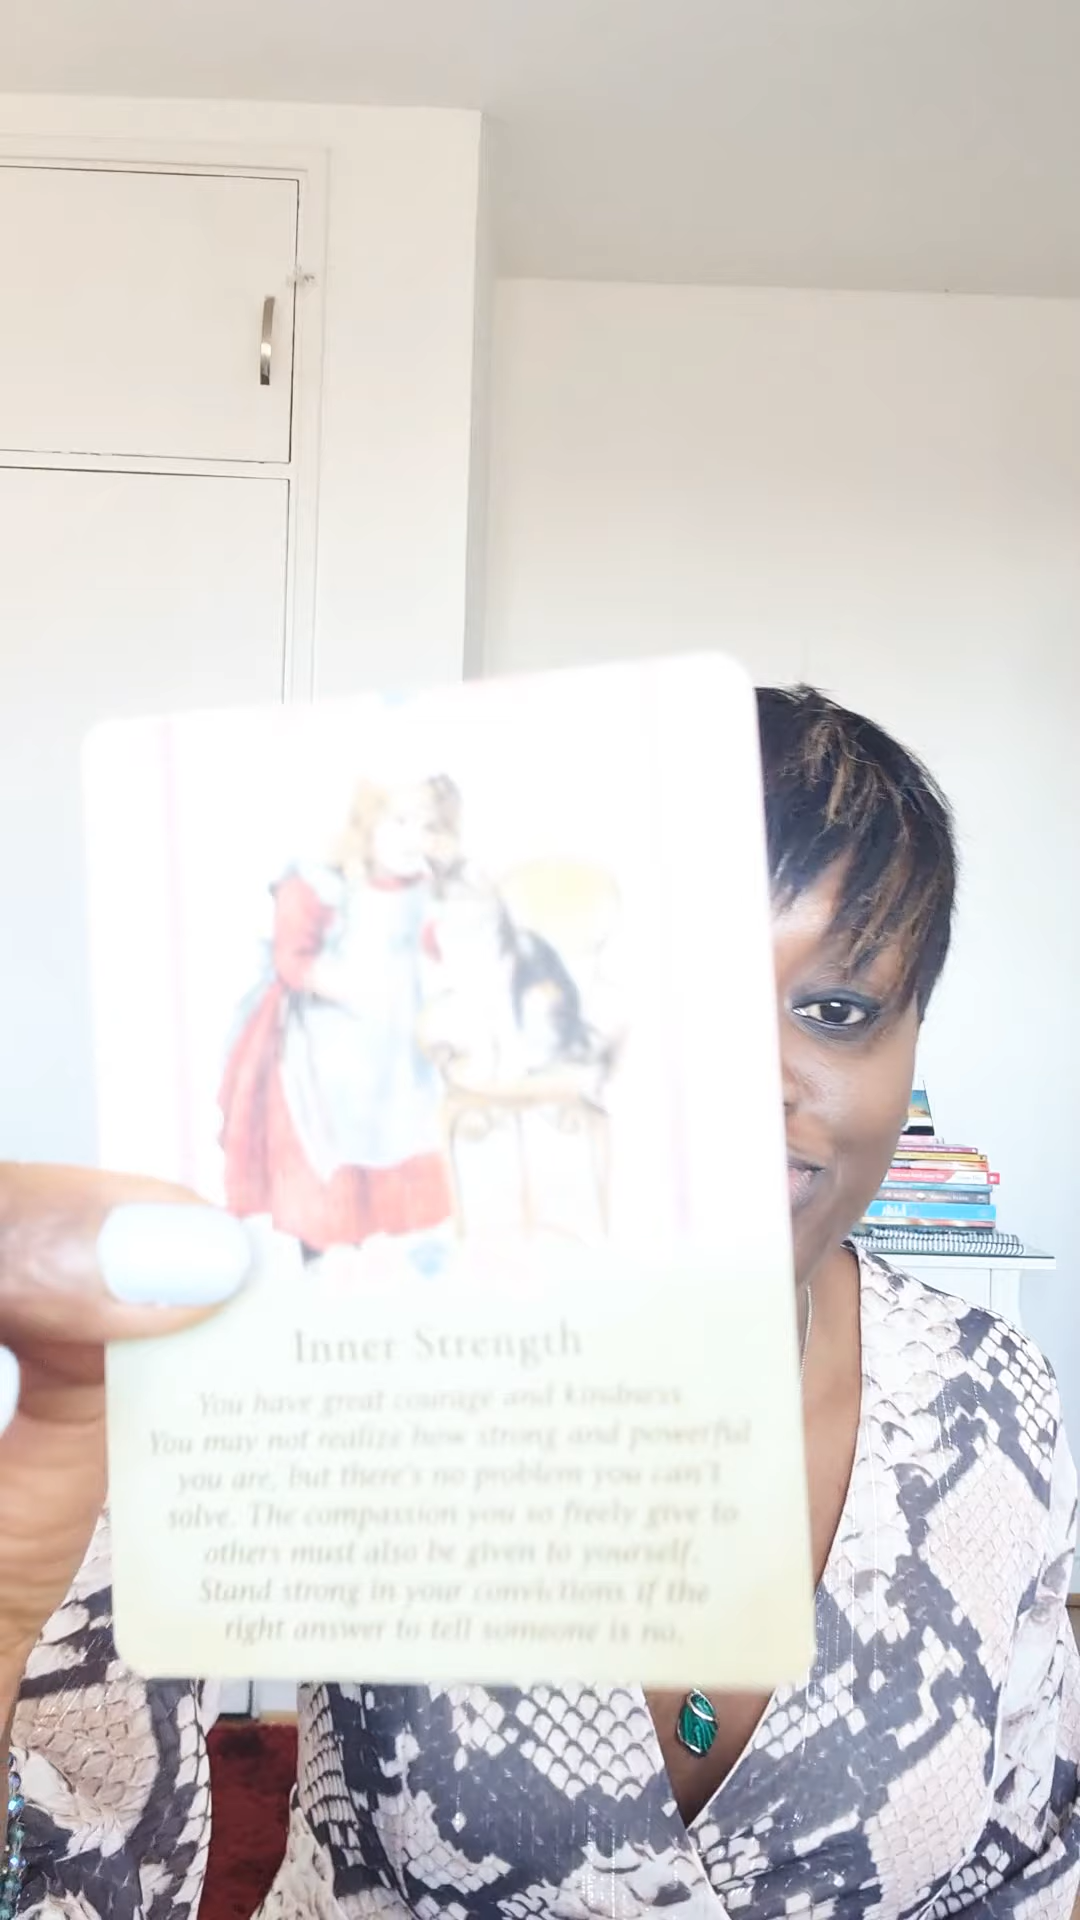 Inner Strength
You have great courage and kindness.
You may not realize how strong and powerful
you are, but there's no problem you can't
solve. The compassion you so freely give to
others must also be given to yourself.
Stand strong in your convictions if the
right answer to tell someone is no.